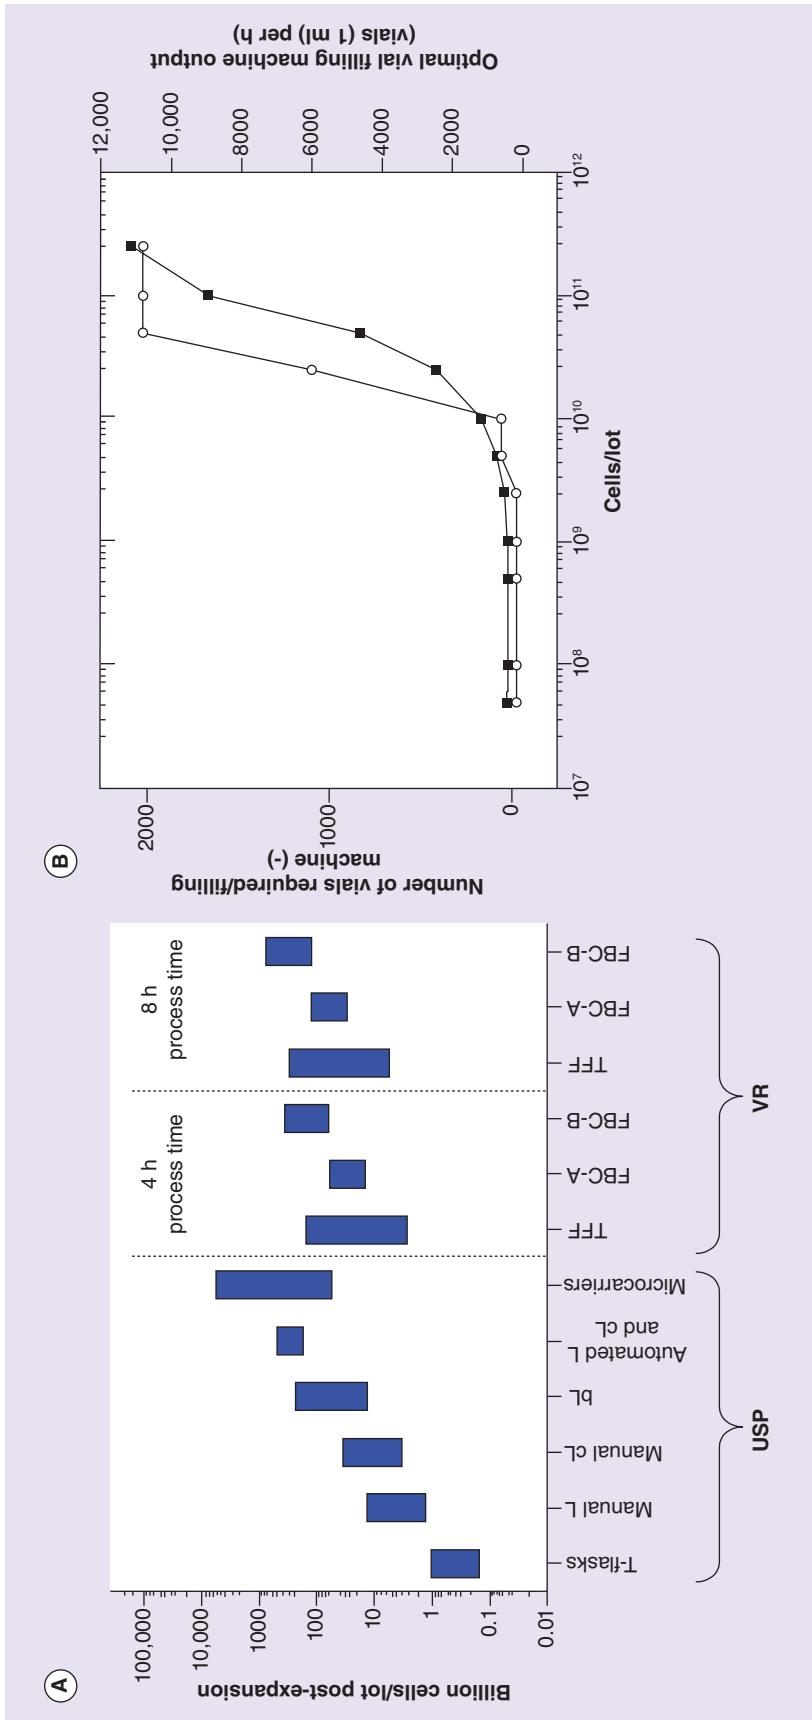 A
Billion cells/lot post-expansion
100,000
10,000
1000
100
10
1
0.1
0.01
4 h
process time
8 h
process time
T-flasks
Manual L
Manual cL
bL
Automated L
and cL
Microcarriers
TFF
FBC-A
FBC-B
TFF
FBC-A
FBC-B
USP
VR
B
Number of vials required/filling
machine (-)
2000
1000
0
Optimal vial filling machine output
(vials (1 ml) per h)
12,000
10,000
8000
6000
4000
2000
0
10⁷
10⁸
10⁹
10¹⁰
10¹¹
10¹²
Cells/lot